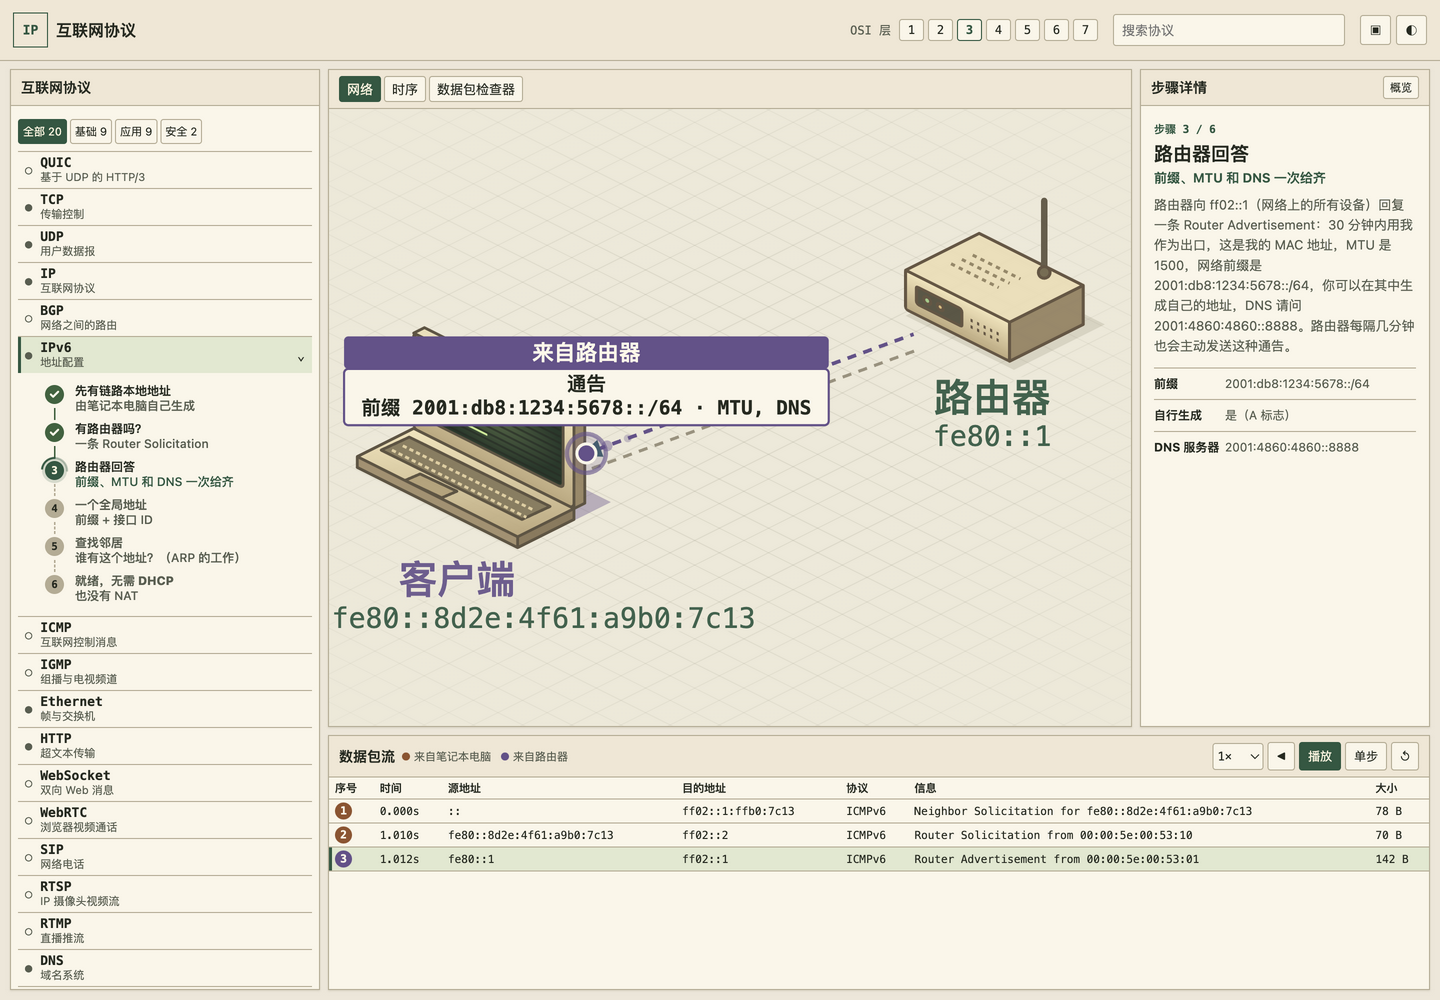 IP
互联网协议
OSI 层
1
2
3
4
5
6
7
搜索协议
互联网协议
全部 20
基础 9
应用 9
安全 2
QUIC
基于 UDP 的 HTTP/3
TCP
传输控制
UDP
用户数据报
IP
互联网协议
BGP
网络之间的路由
IPv6
地址配置
先有链路本地地址
由笔记本电脑自己生成
有路由器吗?
一条 Router Solicitation
3
路由器回答
前缀、MTU 和 DNS 一次给齐
4
一个全局地址
前缀 + 接口 ID
5
查找邻居
谁有这个地址？（ARP 的工作）
6
就绪，无需 DHCP
也没有 NAT
ICMP
互联网控制消息
IGMP
组播与电视频道
Ethernet
帧与交换机
HTTP
超文本传输
WebSocket
双向 Web 消息
WebRTC
浏览器视频通话
SIP
网络电话
RTSP
IP 摄像头视频流
RTMP
直播推流
DNS
域名系统
网络
时序
数据包检查器
来自路由器
通告
前缀 2001:db8:1234:5678::/64 · MTU, DNS
路由器
fe80::1
客户端
fe80::8d2e:4f61:a9b0:7c13
步骤详情
概览
步骤 3 / 6
路由器回答
前缀、MTU 和 DNS 一次给齐
路由器向 ff02::1（网络上的所有设备）回复
一条 Router Advertisement：30 分钟内用我
作为出口，这是我的 MAC 地址，MTU 是
1500，网络前缀是
2001:db8:1234:5678::/64，你可以在其中生
成自己的地址，DNS 请问
2001:4860:4860::8888。路由器每隔几分钟
也会主动发送这种通告。
前缀 2001:db8:1234:5678::/64
自行生成 是（A 标志）
DNS 服务器 2001:4860:4860::8888
数据包流
来自笔记本电脑
来自路由器
1×
播放
单步
序号 时间 源地址 目的地址 协议 信息 大小
1 0.000s :: ff02::1:ffb0:7c13 ICMPv6 Neighbor Solicitation for fe80::8d2e:4f61:a9b0:7c13 78 B
2 1.010s fe80::8d2e:4f61:a9b0:7c13 ff02::2 ICMPv6 Router Solicitation from 00:00:5e:00:53:10 70 B
3 1.012s fe80::1 ff02::1 ICMPv6 Router Advertisement from 00:00:5e:00:53:01 142 B